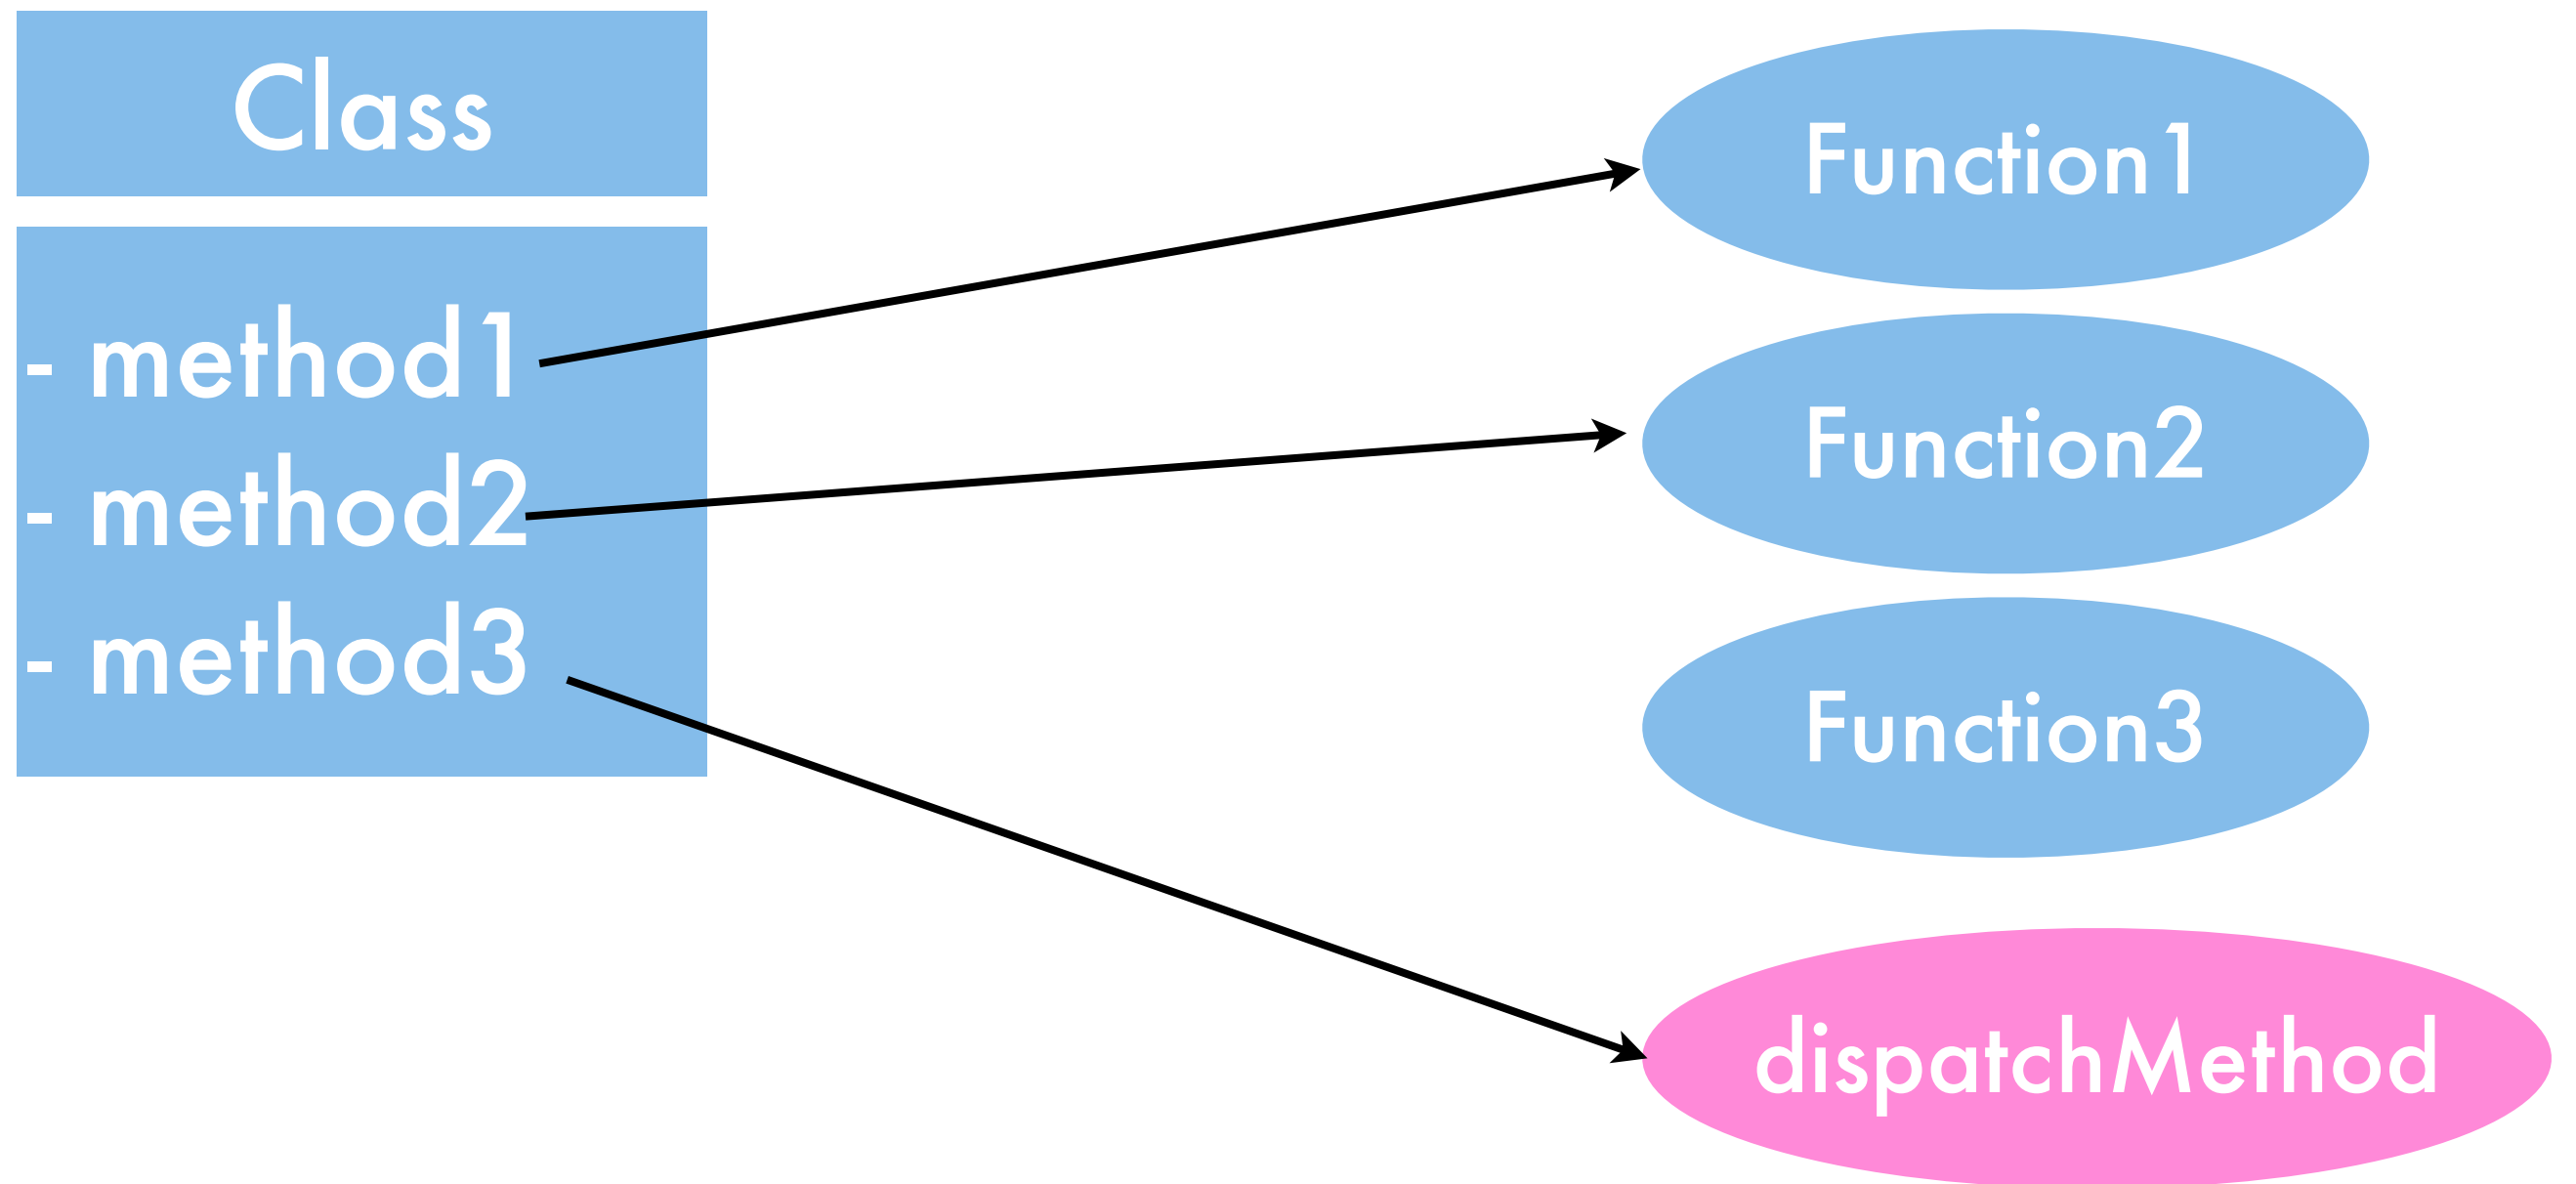 Class
- method1
- method2
- method3
Function1
Function2
Function3
dispatchMethod